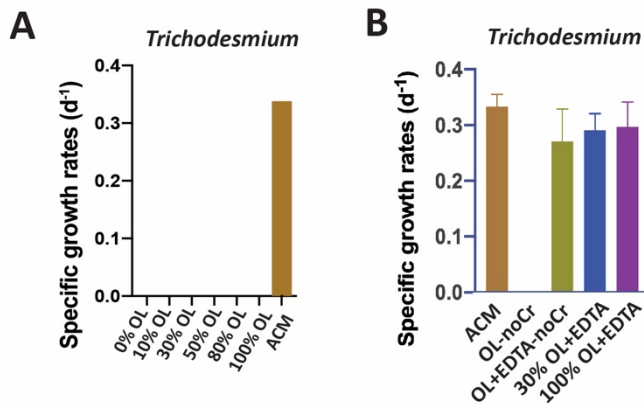 A
Trichodesmium
Specific growth rates (d-1)
0.4
0.3
0.1
0.0
0% OL
10% OL
30% OL
50% OL
80% OL
100% OL
ACM
B
Trichodesmium
Specific growth rates (d-1)
0.4
0.3
0.2
0.1
0.0
ACM
OL-noCr
OL+EDTA-noCr
30% OL+EDTA
100% OL+EDTA